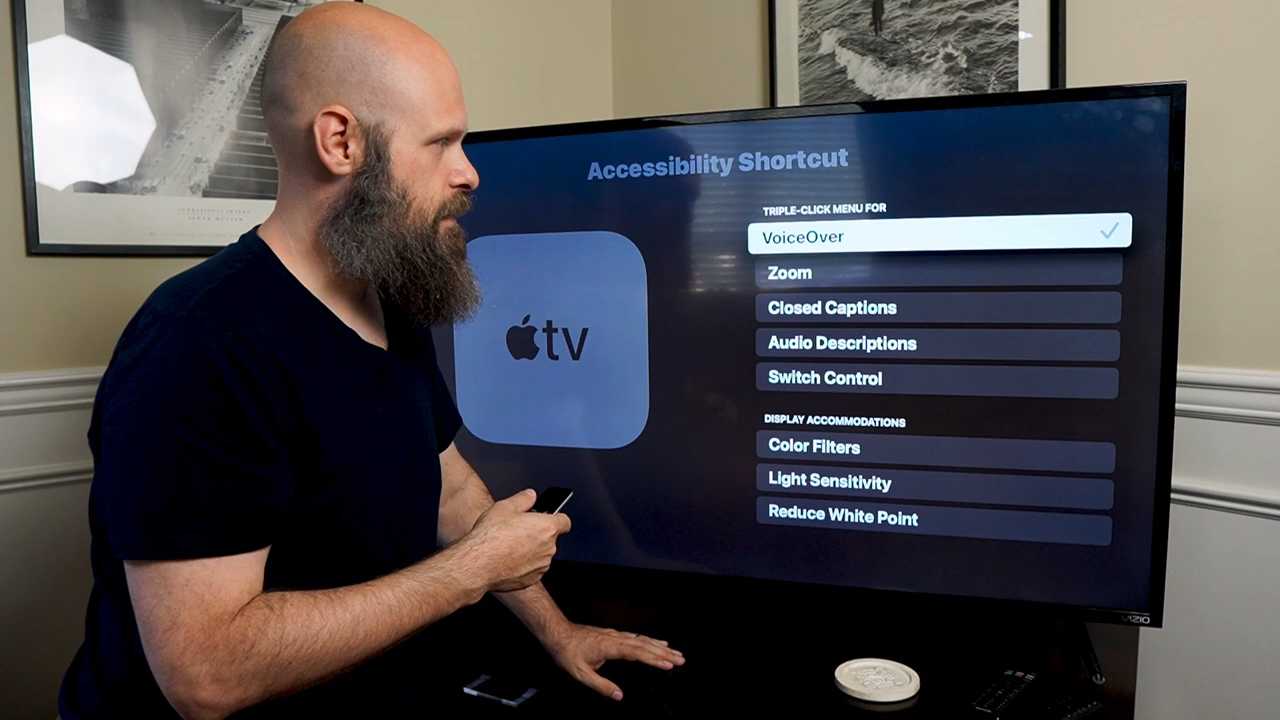 Accessibility Shortcut
TRIPLE-CLICK MENU FOR
VoiceOver
Zoom
Closed Captions
Audio Descriptions
Switch Control
DISPLAY ACCOMMODATIONS
Color Filters
Light Sensitivity
Reduce White Point
tv
VIZIO